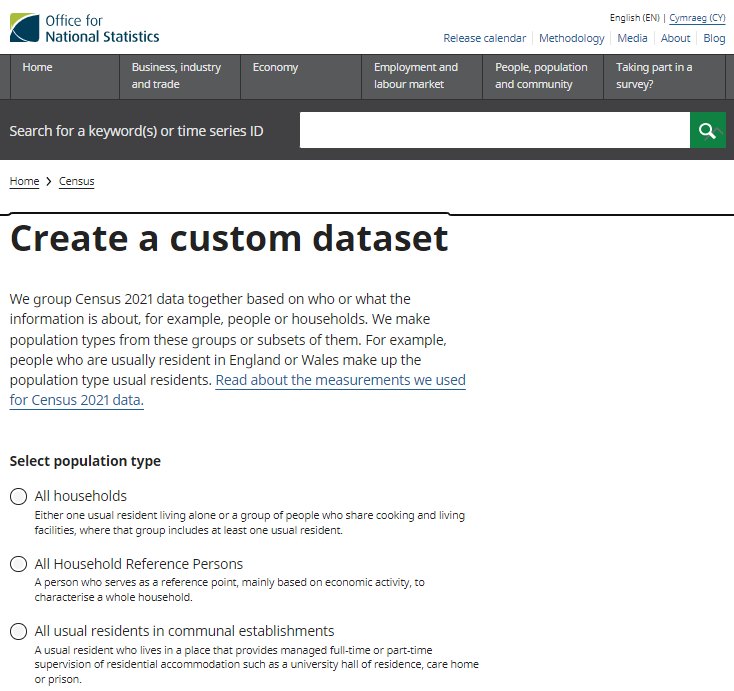 Office for
National Statistics
English (EN) | Cymraeg (CY)
Release calendar | Methodology | Media | About | Blog
Home
Business, industry
and trade
Economy
Employment and
labour market
People, population
and community
Taking part in a
survey?
Search for a keyword(s) or time series ID
Home > Census
Create a custom dataset
We group Census 2021 data together based on who or what the
information is about, for example, people or households. We make
population types from these groups or subsets of them. For example,
people who are usually resident in England or Wales make up the
population type usual residents. Read about the measurements we used
for Census 2021 data.
Select population type
All households
Either one usual resident living alone or a group of people who share cooking and living
facilities, where that group includes at least one usual resident.
All Household Reference Persons
A person who serves as a reference point, mainly based on economic activity, to
characterise a whole household.
All usual residents in communal establishments
A usual resident who lives in a place that provides managed full-time or part-time
supervision of residential accommodation such as a university hall of residence, care home
or prison.